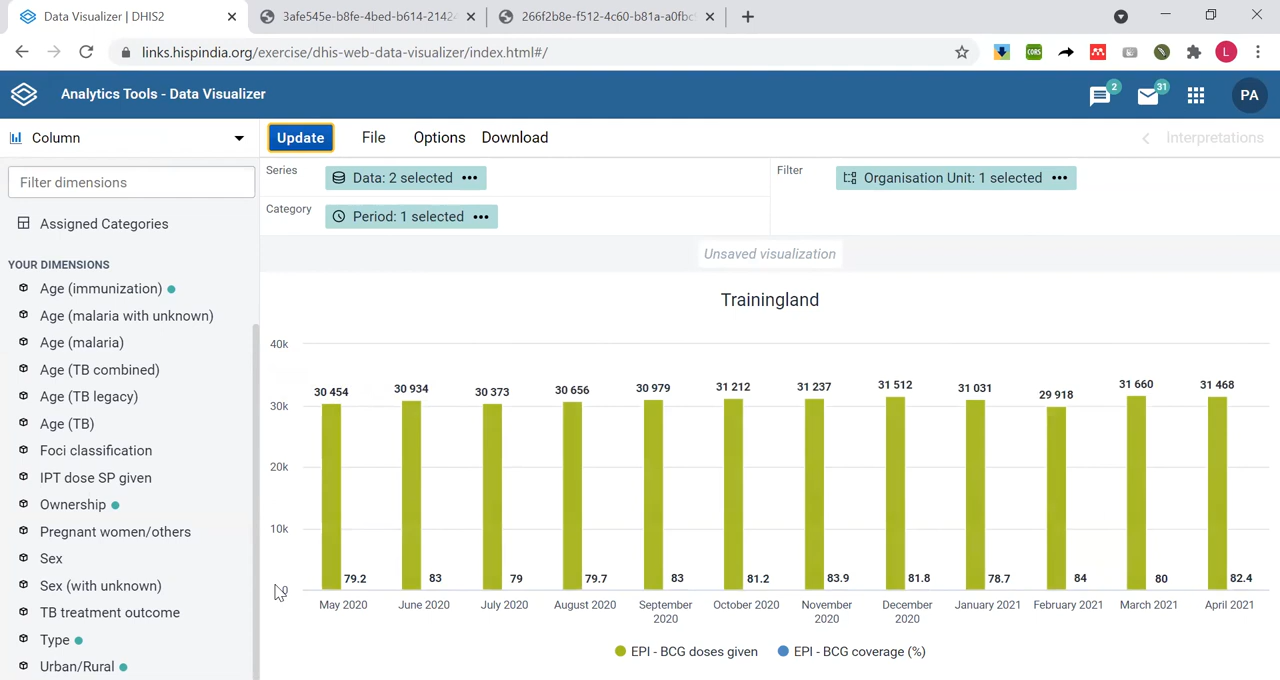 Data Visualizer | DHIS2
3afe545e-b8fe-4bed-b614-21424
266f2b8e-f512-4c60-b81a-a0fbc
links.hispindia.org/exercise/dhis-web-data-visualizer/index.html#/
CORS
L
Analytics Tools - Data Visualizer
2
31
PA
Column
Update
File
Options
Download
Interpretations
Filter dimensions
Series
Data: 2 selected
Filter
Organisation Unit: 1 selected
Category
Period: 1 selected
Assigned Categories
YOUR DIMENSIONS
Age (immunization)
Age (malaria with unknown)
Age (malaria)
Age (TB combined)
Age (TB legacy)
Age (TB)
Foci classification
IPT dose SP given
Ownership
Pregnant women/others
Sex
Sex (with unknown)
TB treatment outcome
Type
Urban/Rural
Unsaved visualization
Trainingland
40k
30k
20k
10k
0
30 454
30 934
30 373
30 656
30 979
31 212
31 237
31 512
31 031
29 918
31 660
31 468
79.2
83
79
79.7
83
81.2
83.9
81.8
78.7
84
80
82.4
May 2020
June 2020
July 2020
August 2020
September 2020
October 2020
November 2020
December 2020
January 2021
February 2021
March 2021
April 2021
EPI - BCG doses given
EPI - BCG coverage (%)